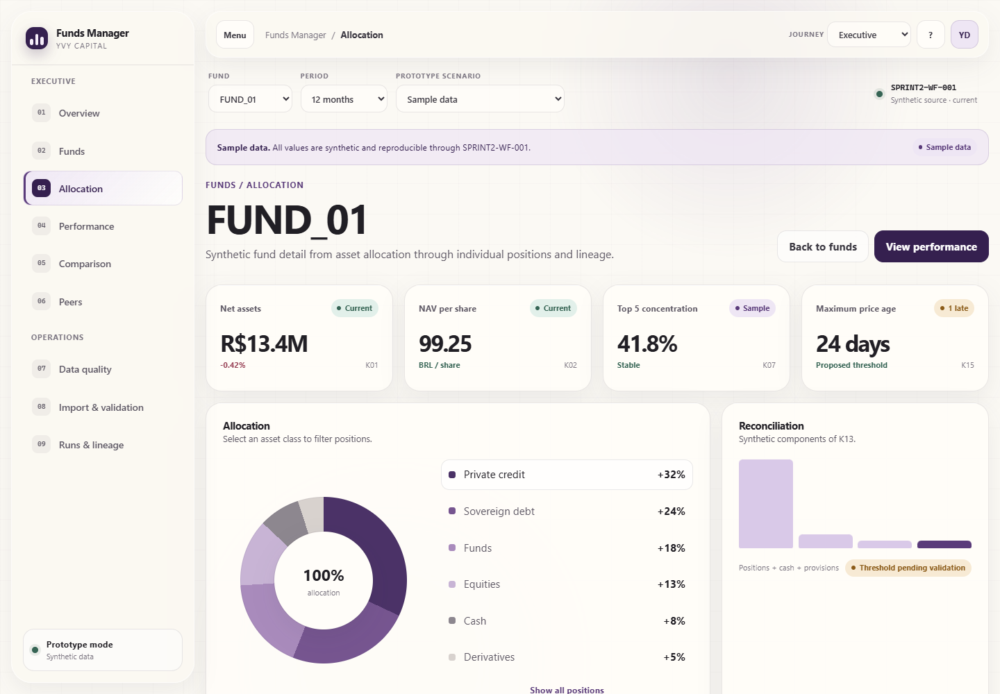 Funds Manager
YVY CAPITAL
EXECUTIVE
01 Overview
02 Funds
03 Allocation
04 Performance
05 Comparison
06 Peers
OPERATIONS
07 Data quality
08 Import & validation
09 Runs & lineage
Prototype mode
Synthetic data
Menu
Funds Manager / Allocation
JOURNEY
Executive
?
YD
FUND
FUND_01
PERIOD
12 months
PROTOTYPE SCENARIO
Sample data
SPRINT2-WF-001
Synthetic source · current
Sample data. All values are synthetic and reproducible through SPRINT2-WF-001.
Sample data
FUNDS / ALLOCATION
FUND_01
Synthetic fund detail from asset allocation through individual positions and lineage.
Back to funds
View performance
Net assets
Current
R$13.4M
-0.42%
K01
NAV per share
Current
99.25
BRL / share
K02
Top 5 concentration
Sample
41.8%
Stable
K07
Maximum price age
1 late
24 days
Proposed threshold
K15
Allocation
Select an asset class to filter positions.
100%
allocation
Private credit +32%
Sovereign debt +24%
Funds +18%
Equities +13%
Cash +8%
Derivatives +5%
Show all positions
Reconciliation
Synthetic components of K13.
Positions + cash + provisions
Threshold pending validation